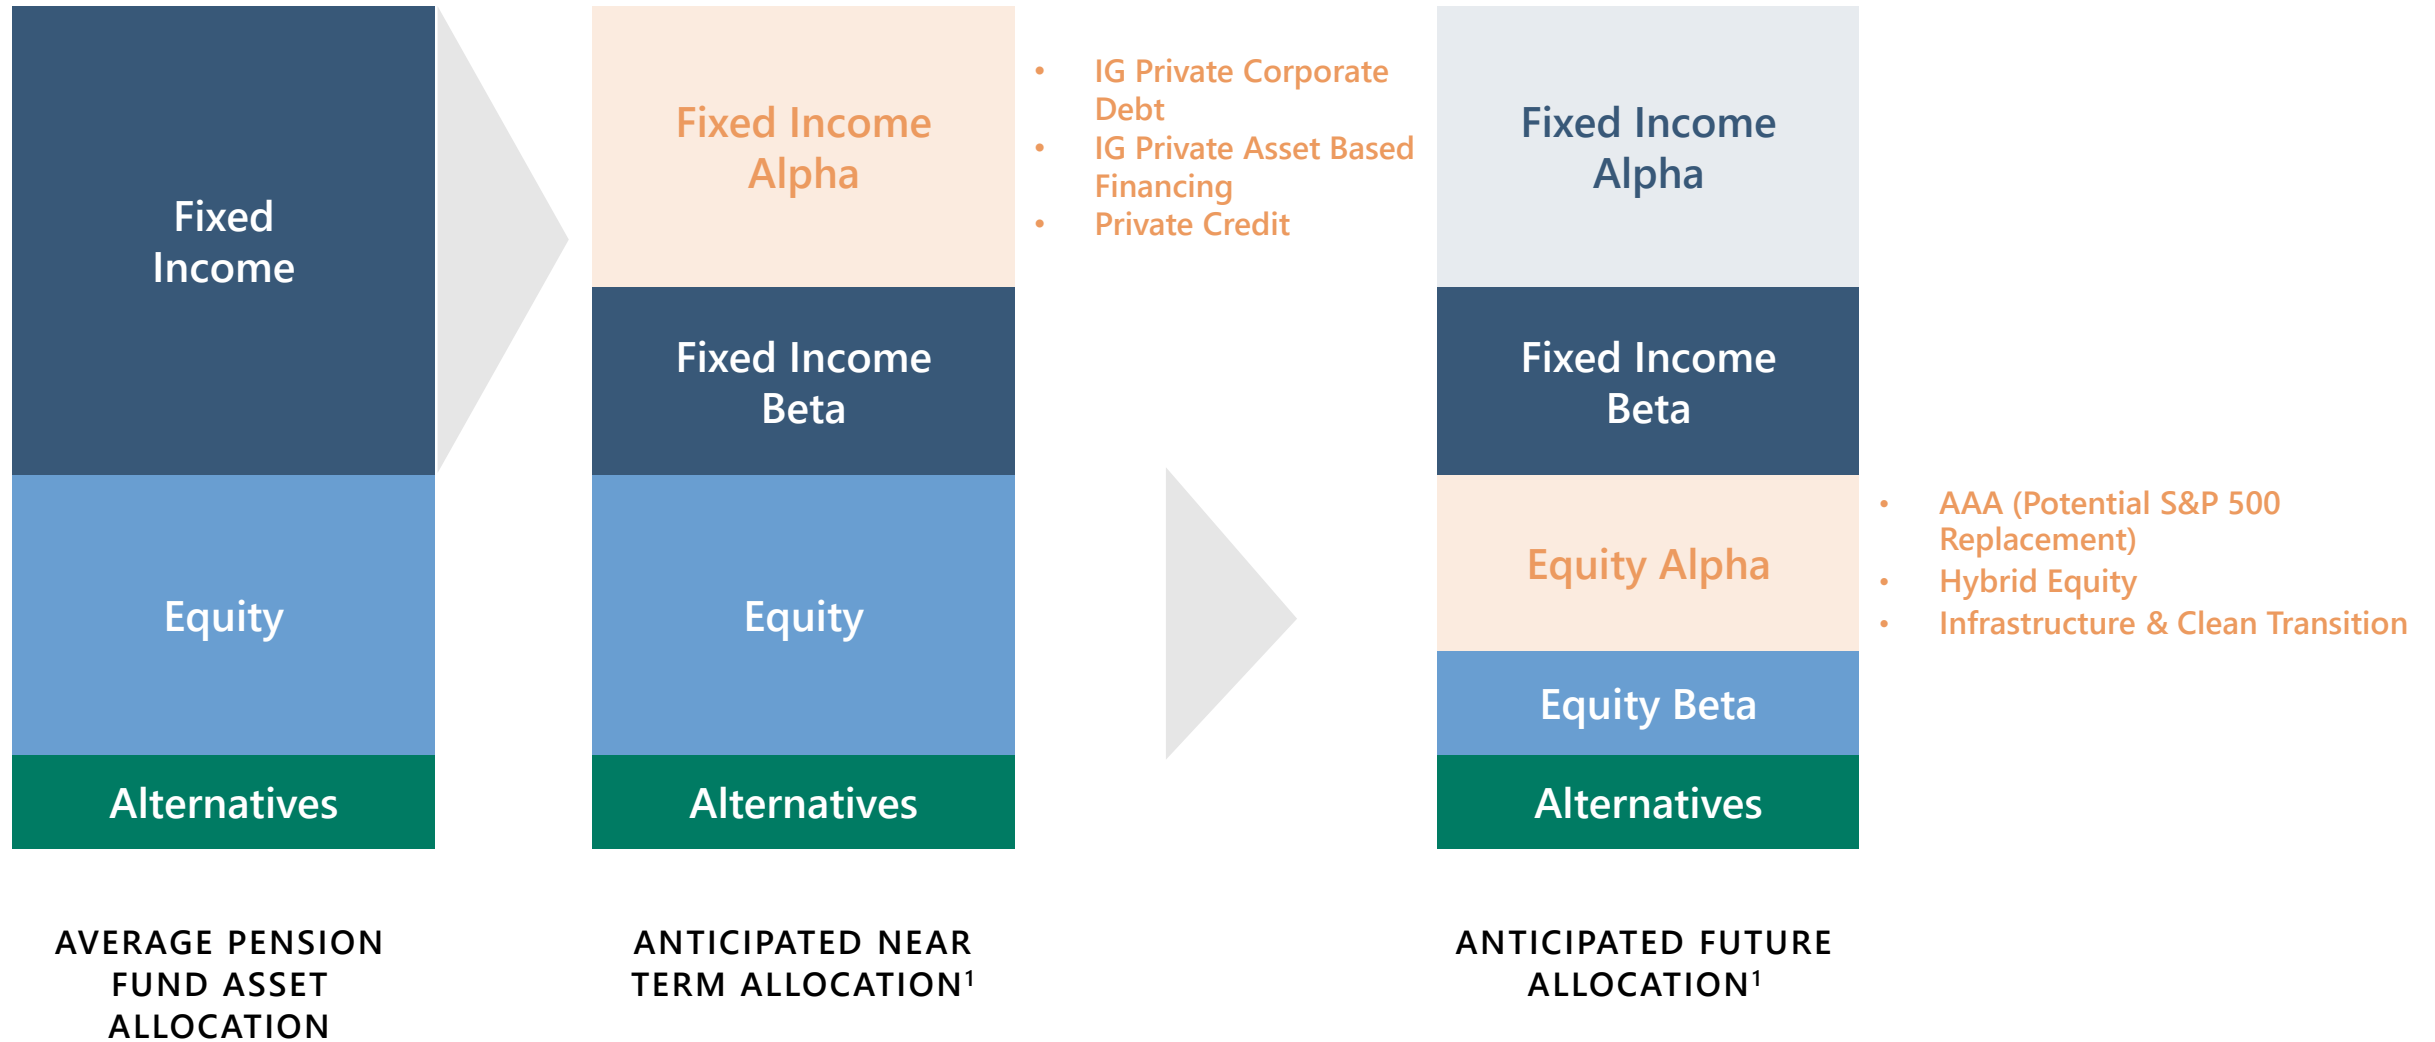 Fixed
Income
Equity
Alternatives
AVERAGE PENSION
FUND ASSET
ALLOCATION
Fixed Income
Alpha
Fixed Income
Beta
Equity
Alternatives
ANTICIPATED NEAR
TERM ALLOCATION¹
• IG Private Corporate
Debt
• IG Private Asset Based
Financing
• Private Credit
Fixed Income
Alpha
Fixed Income
Beta
Equity Alpha
Equity Beta
Alternatives
ANTICIPATED FUTURE
ALLOCATION¹
• AAA (Potential S&P 500
Replacement)
• Hybrid Equity
• Infrastructure & Clean Transition